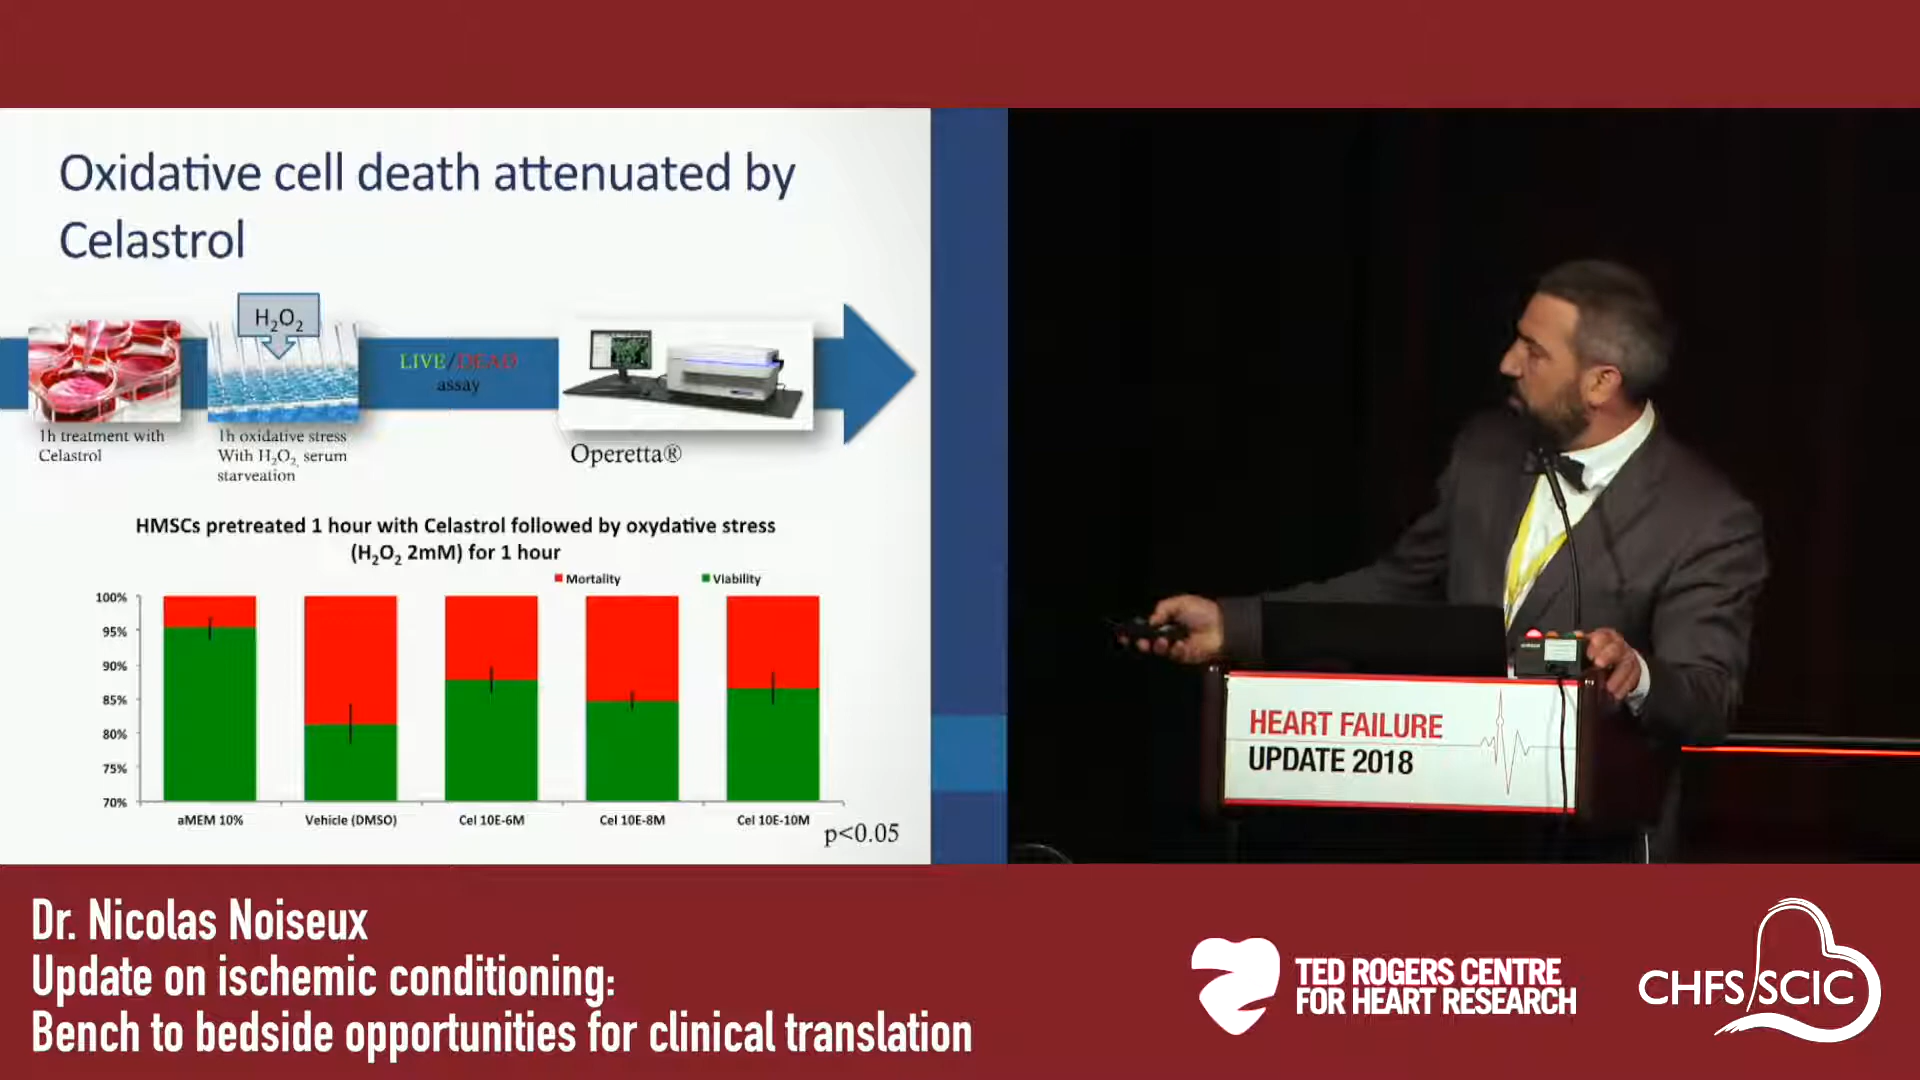 Oxidative cell death attenuated by
Celastrol
H₂O₂
LIVE/DEAD
assay
1h treatment with
Celastrol
1h oxidative stress
With H₂O₂, serum
starveation
Operetta®
HMSCs pretreated 1 hour with Celastrol followed by oxydative stress
(H₂O₂ 2mM) for 1 hour
Mortality
Viability
100%
95%
90%
85%
80%
75%
70%
aMEM 10%
Vehicle (DMSO)
Cel 10E-6M
Cel 10E-8M
Cel 10E-10M
p<0.05
HEART FAILURE
UPDATE 2018
Dr. Nicolas Noiseux
Update on ischemic conditioning:
Bench to bedside opportunities for clinical translation
TED ROGERS CENTRE
FOR HEART RESEARCH
CHFS SCIC